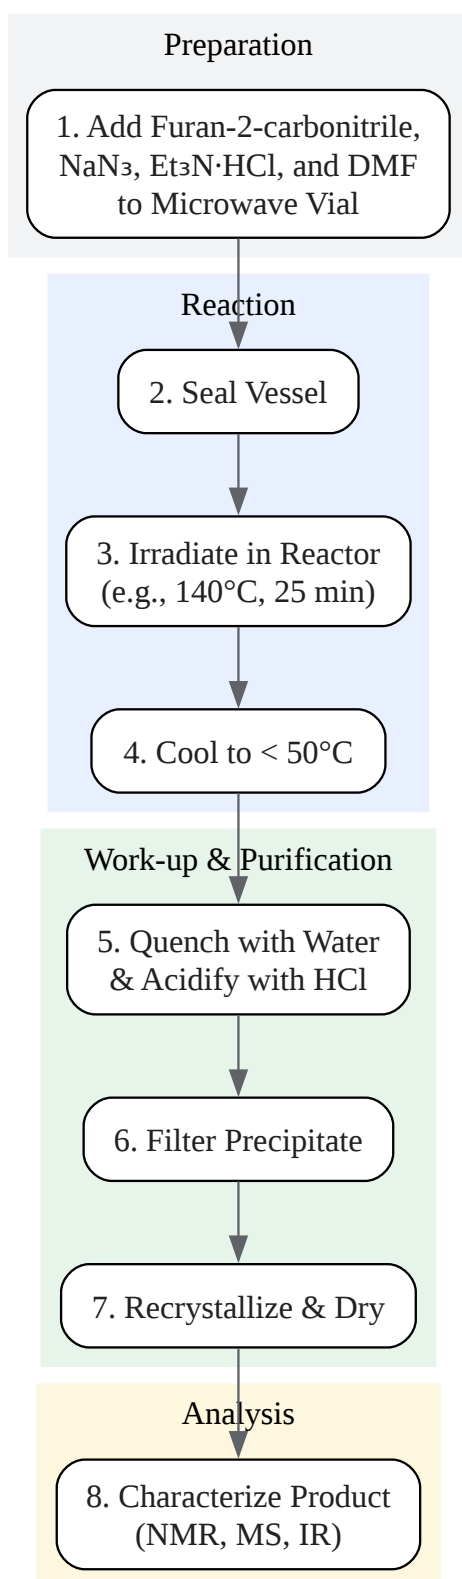 Preparation
1. Add Furan-2-carbonitrile,
NaN₃, Et₃N·HCl, and DMF
to Microwave Vial
Reaction
2. Seal Vessel
3. Irradiate in Reactor
(e.g., 140°C, 25 min)
4. Cool to < 50°C
Work-up & Purification
5. Quench with Water
& Acidify with HCl
6. Filter Precipitate
7. Recrystallize & Dry
Analysis
8. Characterize Product
(NMR, MS, IR)